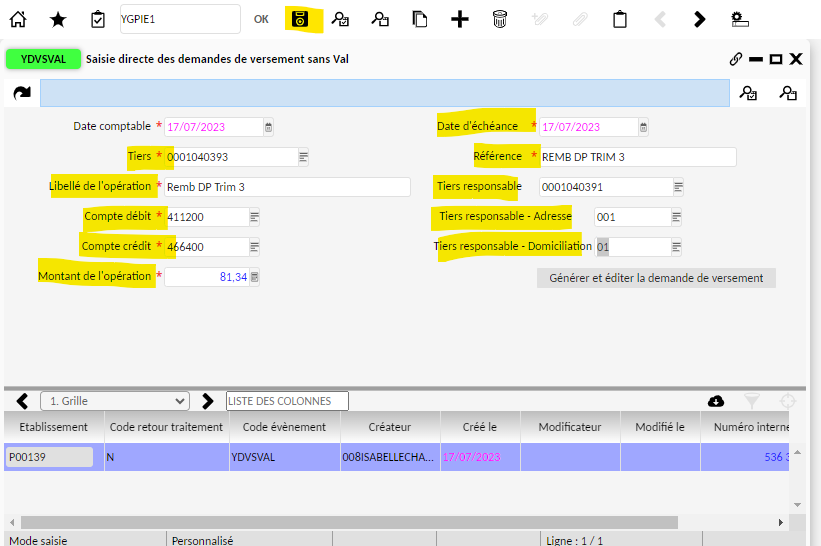 YGPIE1 OK
YDVSVAL Saisie directe des demandes de versement sans Val
Date comptable * 17/07/2023 Date d'échéance * 17/07/2023
Tiers * 0001040393 Référence * REMB DP TRIM 3
Libellé de l'opération * Remb DP Trim 3 Tiers responsable 0001040391
Compte débit * 411200 Tiers responsable - Adresse 001
Compte crédit * 466400 Tiers responsable - Domiciliation 01
Montant de l'opération * 81,34 Générer et éditer la demande de versement
1. Grille LISTE DES COLONNES
Etablissement Code retour traitement Code évènement Créateur Créé le Modificateur Modifié le Numéro interne
P00139 N YDVSVAL 008ISABELLECHA... 17/07/2023 536 3
Mode saisie Personnalisé Ligne : 1 / 1